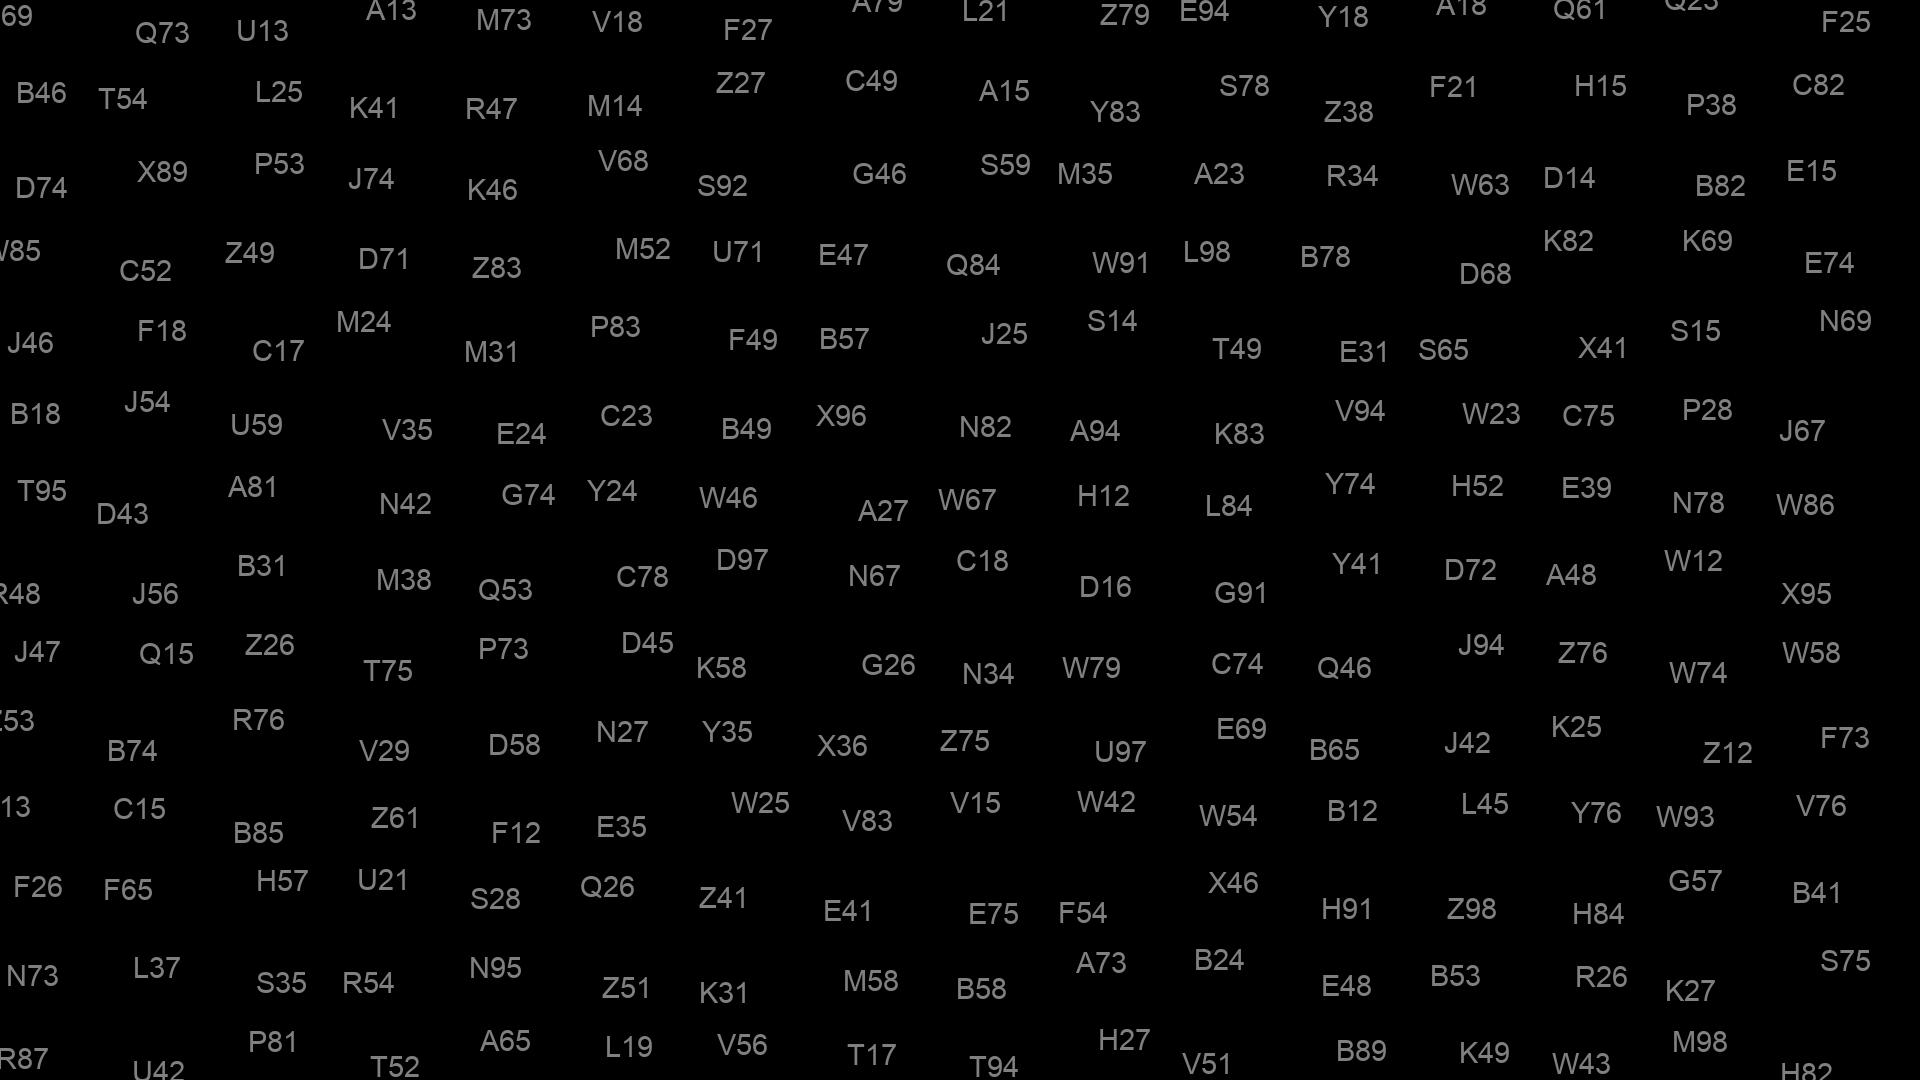 Q73 U13 A13 M73 V18 F27 A79 L21 Z79 E94 Y18 A18 Q61 Q23 F25
B46 T54 L25 K41 R47 M14 Z27 C49 A15 Y83 S78 Z38 F21 H15 P38 C82
D74 X89 P53 J74 K46 V68 S92 G46 S59 M35 A23 R34 W63 D14 B82 E15
W85 C52 Z49 D71 Z83 M52 U71 E47 Q84 W91 L98 B78 D68 K82 K69 E74
J46 F18 C17 M24 M31 P83 F49 B57 J25 S14 T49 E31 S65 X41 S15 N69
B18 J54 U59 V35 E24 C23 B49 X96 N82 A94 K83 V94 W23 C75 P28 J67
T95 D43 A81 N42 G74 Y24 W46 A27 W67 H12 L84 Y74 H52 E39 N78 W86
R48 J56 B31 M38 Q53 C78 D97 N67 C18 D16 G91 Y41 D72 A48 W12 X95
J47 Q15 Z26 T75 P73 D45 K58 G26 N34 W79 C74 Q46 J94 Z76 W74 W58
B74 R76 V29 D58 N27 Y35 X36 Z75 U97 E69 B65 J42 K25 Z12 F73
C15 B85 Z61 F12 E35 W25 V83 V15 W42 W54 B12 L45 Y76 W93 V76
F26 F65 H57 U21 S28 Q26 Z41 E41 E75 F54 X46 H91 Z98 H84 G57 B41
N73 L37 S35 R54 N95 Z51 K31 M58 B58 A73 B24 E48 B53 R26 K27 S75
R87 U42 P81 T52 A65 L19 V56 T17 T94 H27 V51 B89 K49 W43 M98 H82